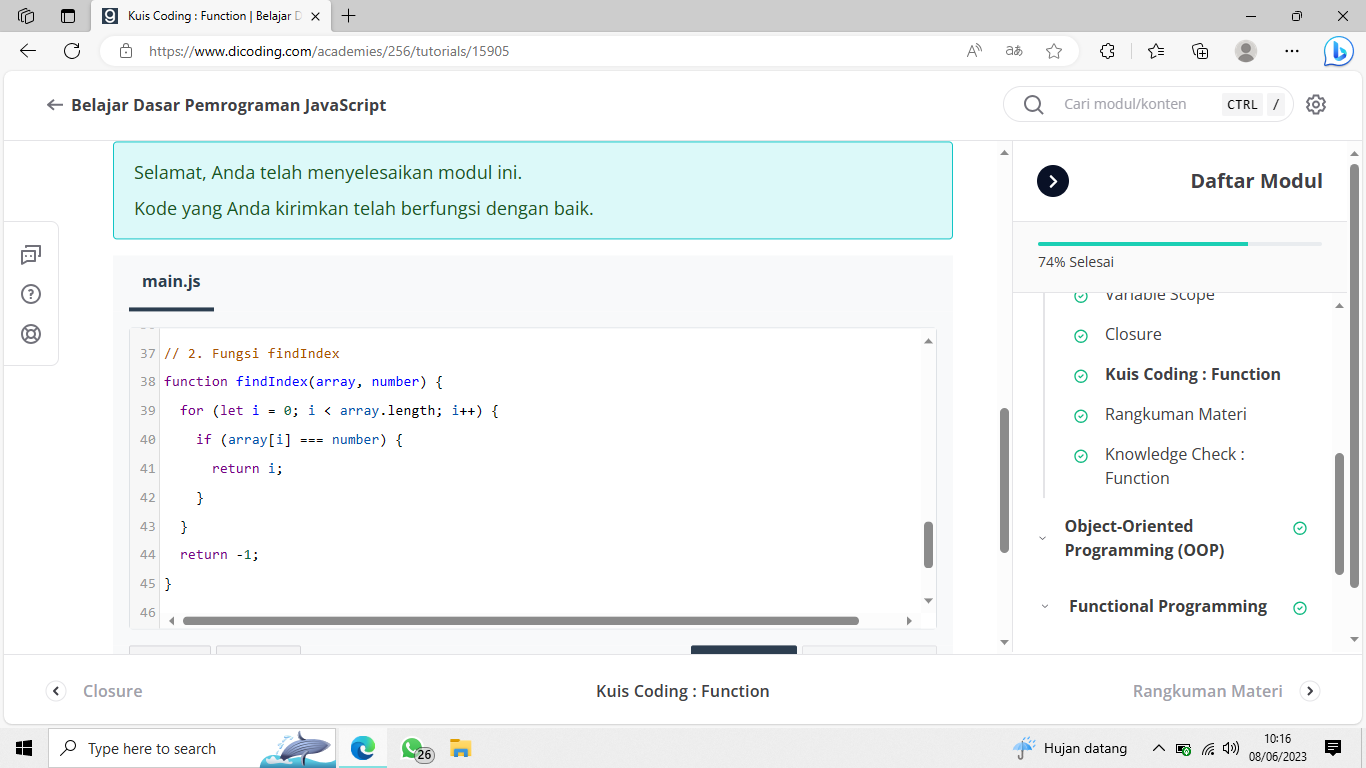 Kuis Coding : Function | Belajar D
https://www.dicoding.com/academies/256/tutorials/15905
Belajar Dasar Pemrograman JavaScript
Cari modul/konten
CTRL /
Selamat, Anda telah menyelesaikan modul ini.
Kode yang Anda kirimkan telah berfungsi dengan baik.
main.js
37 // 2. Fungsi findIndex
38 function findIndex(array, number) {
39 for (let i = 0; i < array.length; i++) {
40 if (array[i] === number) {
41 return i;
42 }
43 }
44 return -1;
45 }
46
Daftar Modul
74% Selesai
Variable Scope
Closure
Kuis Coding : Function
Rangkuman Materi
Knowledge Check :
Function
Object-Oriented
Programming (OOP)
Functional Programming
Closure
Kuis Coding : Function
Rangkuman Materi
Type here to search
26
Hujan datang
10:16
08/06/2023